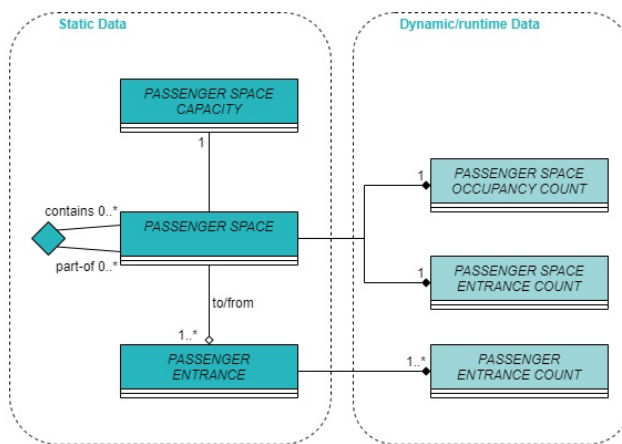 Static Data
Dynamic/runtime Data
PASSENGER SPACE
CAPACITY
1
contains 0..*
PASSENGER SPACE
part-of 0..*
to/from
1..*
PASSENGER
ENTRANCE
1
PASSENGER SPACE
OCCUPANCY COUNT
1
PASSENGER SPACE
ENTRANCE COUNT
1..*
PASSENGER
ENTRANCE COUNT